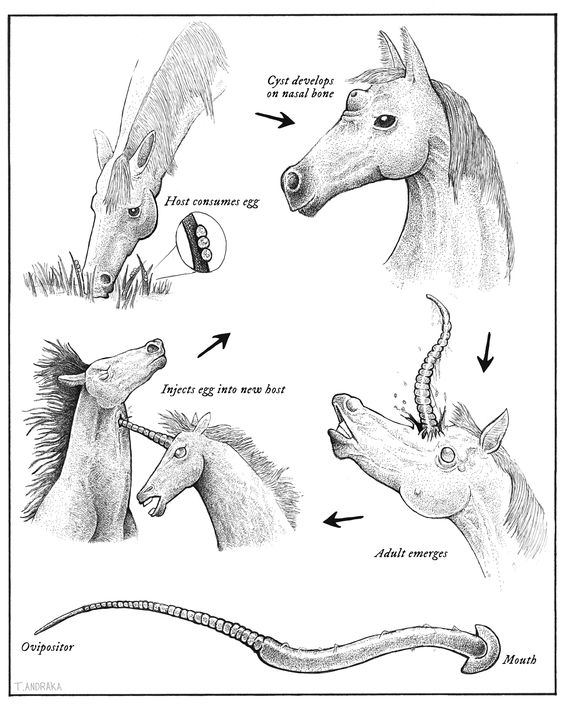 Cyst develops
on nasal bone
Host consumes egg
Injects egg into new host
Adult emerges
Ovipositor
Mouth
T.ANDRAKA